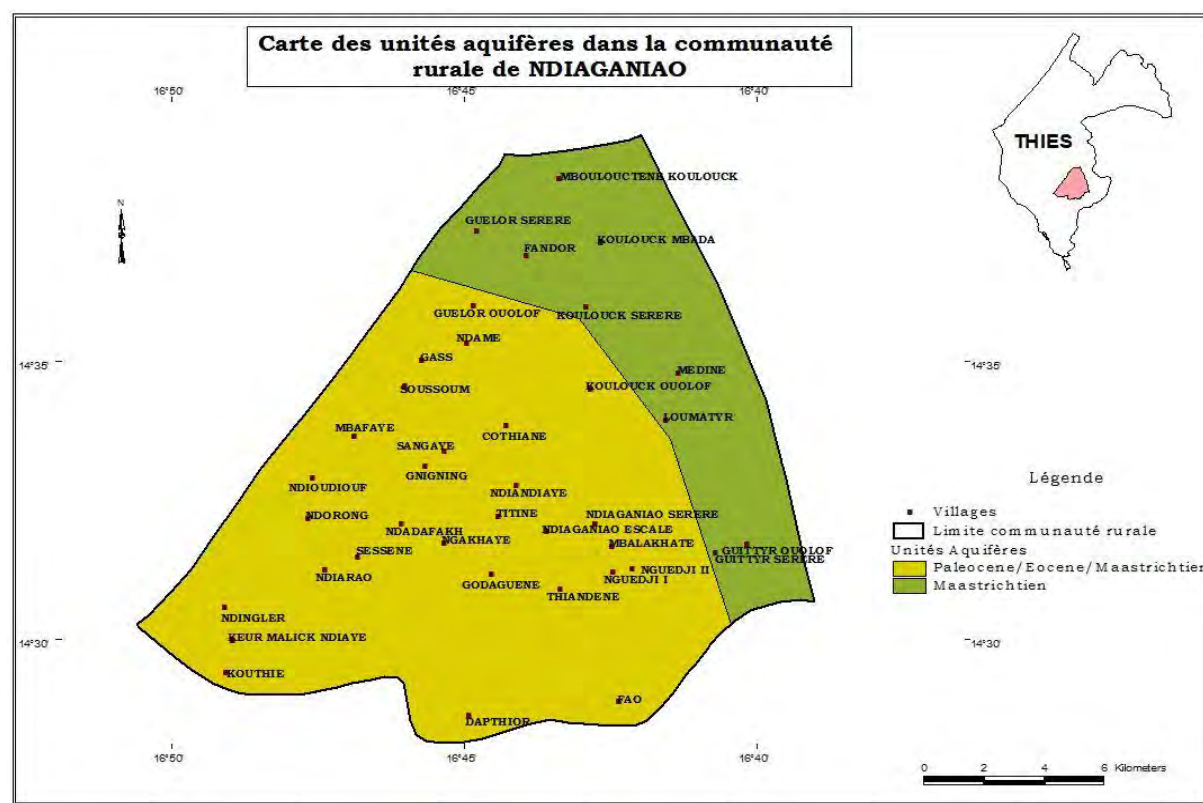 Carte des unités aquifères dans la communauté
rurale de NDIAGANIAO
16°50'
16°45'
16°40'
THIES
N
MBOULOUCTENE KOULOUCK
GUELOR SERERE
KOULOUCK MBADA
FANDOR
GUELOR OUOLOF
KOULOUCK SERERE
NDAME
14°35'
GASS
14°35'
MEDINE
SOUSSOUM
KOULOUCK OUOLOF
LOUMATYR
MBAFAYE
COTHIANE
SANGAYE
GNIGNING
Légende
NDIOUDIOUF
NDIANDIAYE
Villages
NDORONG
TITINE
NDIAGANIAO SERERE
Limite communauté rurale
NDADAFAKH
NDIAGANIAO ESCALE
NGAKHAYE
MBALAKHATE
Unités Aquifères
SESSENE
GUITTYR OUOLOF
GUITTYR SERERE
Paleocene/Eocene/Maastrichtien
NDIARAO
NGUEDJI II
GODAGUENE
NGUEDJI I
Maastrichtien
THIANDENE
NDINGLER
KEUR MALICK NDIAYE
14°30'
14°30'
KOUTHIE
FAO
DAPTHIOR
16°50'
16°45'
16°40'
0 2 4 6 Kilometers